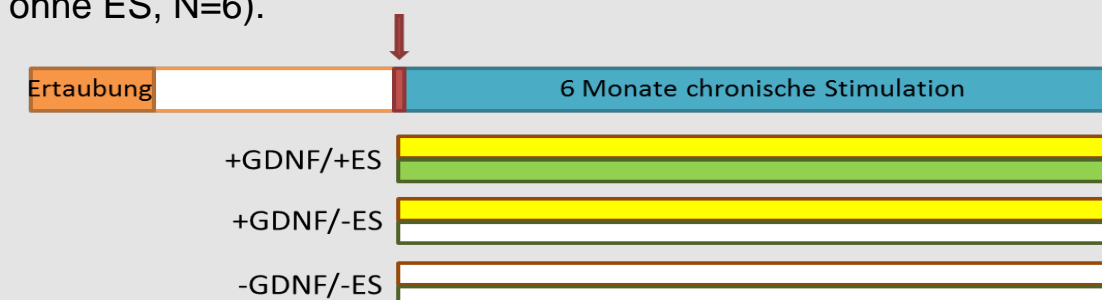 ohne ES, N=6).
Ertaubung
6 Monate chronische Stimulation
+GDNF/+ES
+GDNF/-ES
-GDNF/-ES